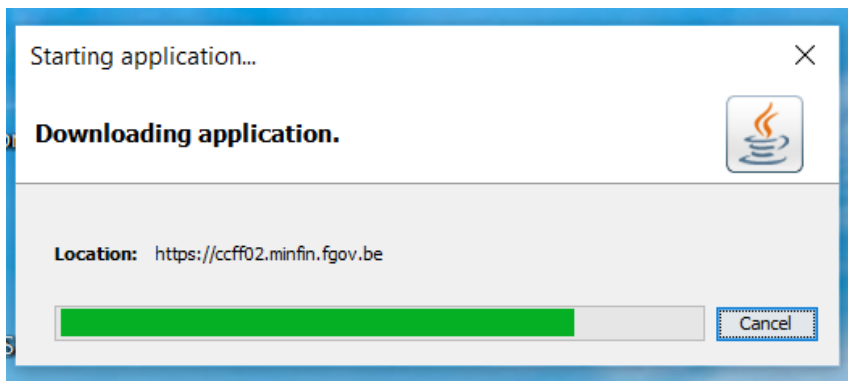 Starting application...
Downloading application.
Location: https://ccff02.minfin.fgov.be
Cancel